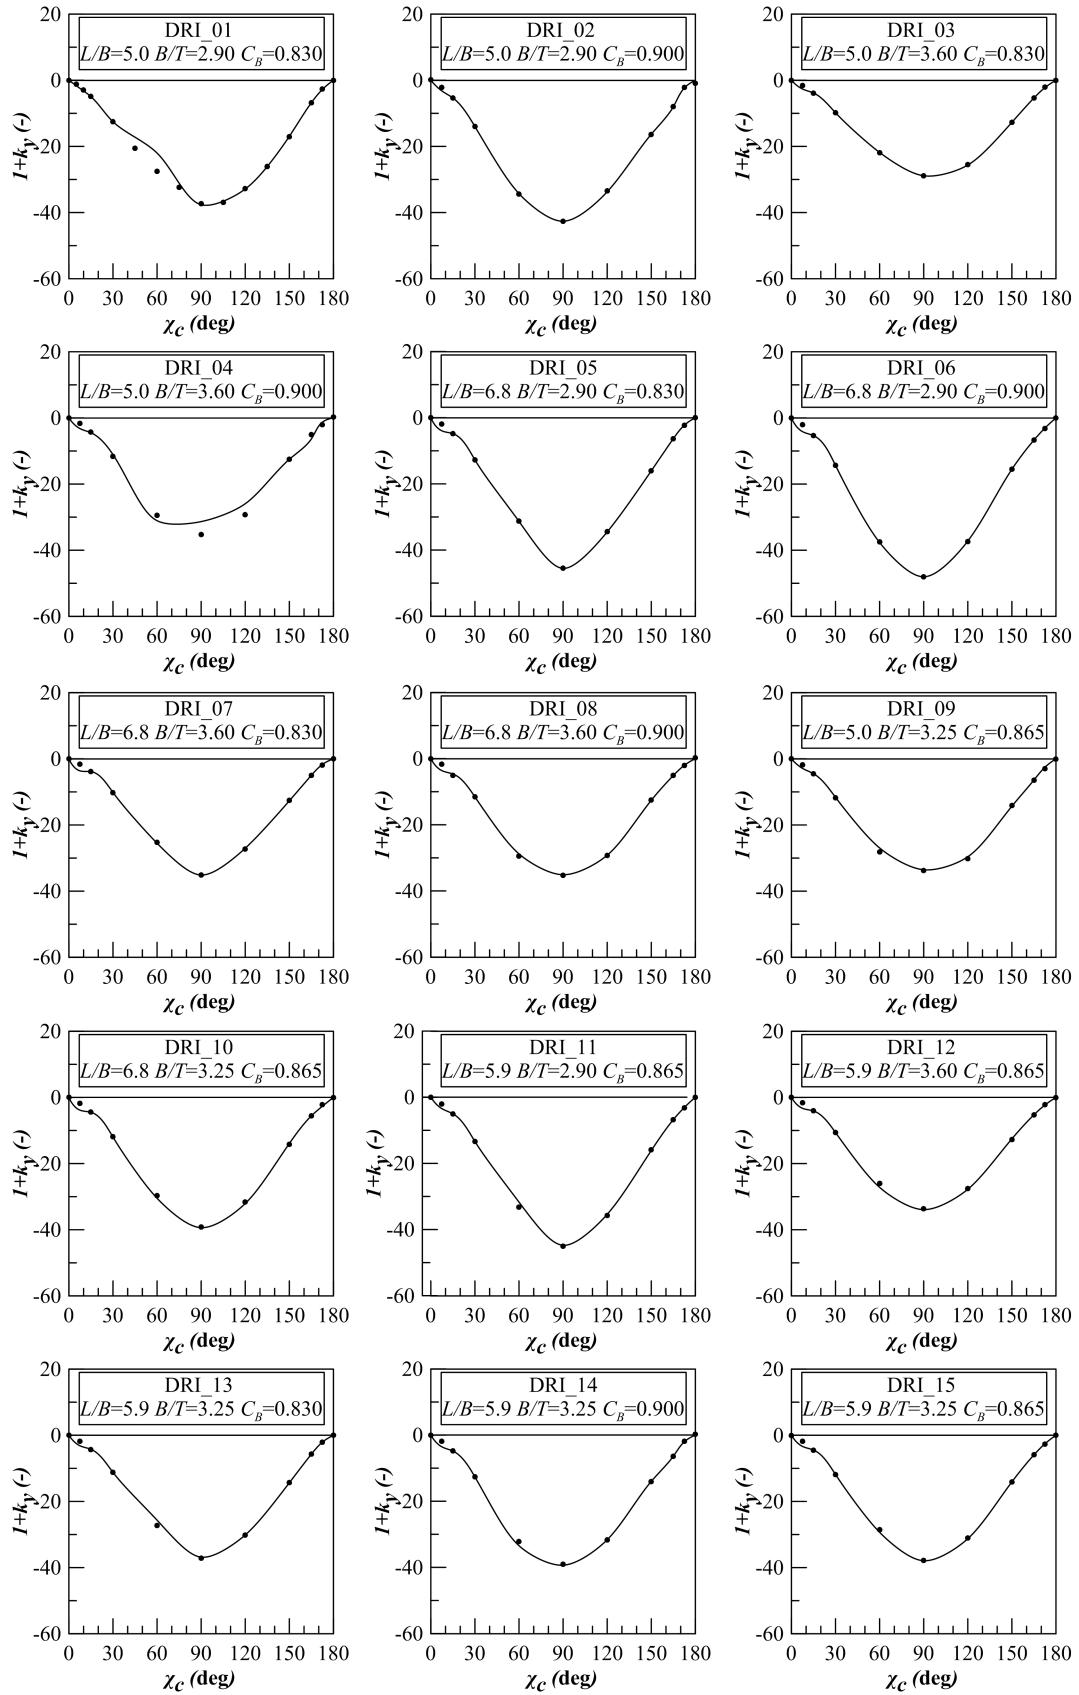 DRI_01
L/B=5.0 B/T=2.90 C_B=0.830
20
0
-20
-40
-60
1+k_y (-)
0 30 60 90 120 150 180
χ_c (deg)
DRI_02
L/B=5.0 B/T=2.90 C_B=0.900
20
0
-20
-40
-60
1+k_y (-)
0 30 60 90 120 150 180
χ_c (deg)
DRI_03
L/B=5.0 B/T=3.60 C_B=0.830
20
0
-20
-40
-60
1+k_y (-)
0 30 60 90 120 150 180
χ_c (deg)
DRI_04
L/B=5.0 B/T=3.60 C_B=0.900
20
0
-20
-40
-60
1+k_y (-)
0 30 60 90 120 150 180
χ_c (deg)
DRI_05
L/B=6.8 B/T=2.90 C_B=0.830
20
0
-20
-40
-60
1+k_y (-)
0 30 60 90 120 150 180
χ_c (deg)
DRI_06
L/B=6.8 B/T=2.90 C_B=0.900
20
0
-20
-40
-60
1+k_y (-)
0 30 60 90 120 150 180
χ_c (deg)
DRI_07
L/B=6.8 B/T=3.60 C_B=0.830
20
0
-20
-40
-60
1+k_y (-)
0 30 60 90 120 150 180
χ_c (deg)
DRI_08
L/B=6.8 B/T=3.60 C_B=0.900
20
0
-20
-40
-60
1+k_y (-)
0 30 60 90 120 150 180
χ_c (deg)
DRI_09
L/B=5.0 B/T=3.25 C_B=0.865
20
0
-20
-40
-60
1+k_y (-)
0 30 60 90 120 150 180
χ_c (deg)
DRI_10
L/B=6.8 B/T=3.25 C_B=0.865
20
0
-20
-40
-60
1+k_y (-)
0 30 60 90 120 150 180
χ_c (deg)
DRI_11
L/B=5.9 B/T=2.90 C_B=0.865
20
0
-20
-40
-60
1+k_y (-)
0 30 60 90 120 150 180
χ_c (deg)
DRI_12
L/B=5.9 B/T=3.60 C_B=0.865
20
0
-20
-40
-60
1+k_y (-)
0 30 60 90 120 150 180
χ_c (deg)
DRI_13
L/B=5.9 B/T=3.25 C_B=0.830
20
0
-20
-40
-60
1+k_y (-)
0 30 60 90 120 150 180
χ_c (deg)
DRI_14
L/B=5.9 B/T=3.25 C_B=0.900
20
0
-20
-40
-60
1+k_y (-)
0 30 60 90 120 150 180
χ_c (deg)
DRI_15
L/B=5.9 B/T=3.25 C_B=0.865
20
0
-20
-40
-60
1+k_y (-)
0 30 60 90 120 150 180
χ_c (deg)